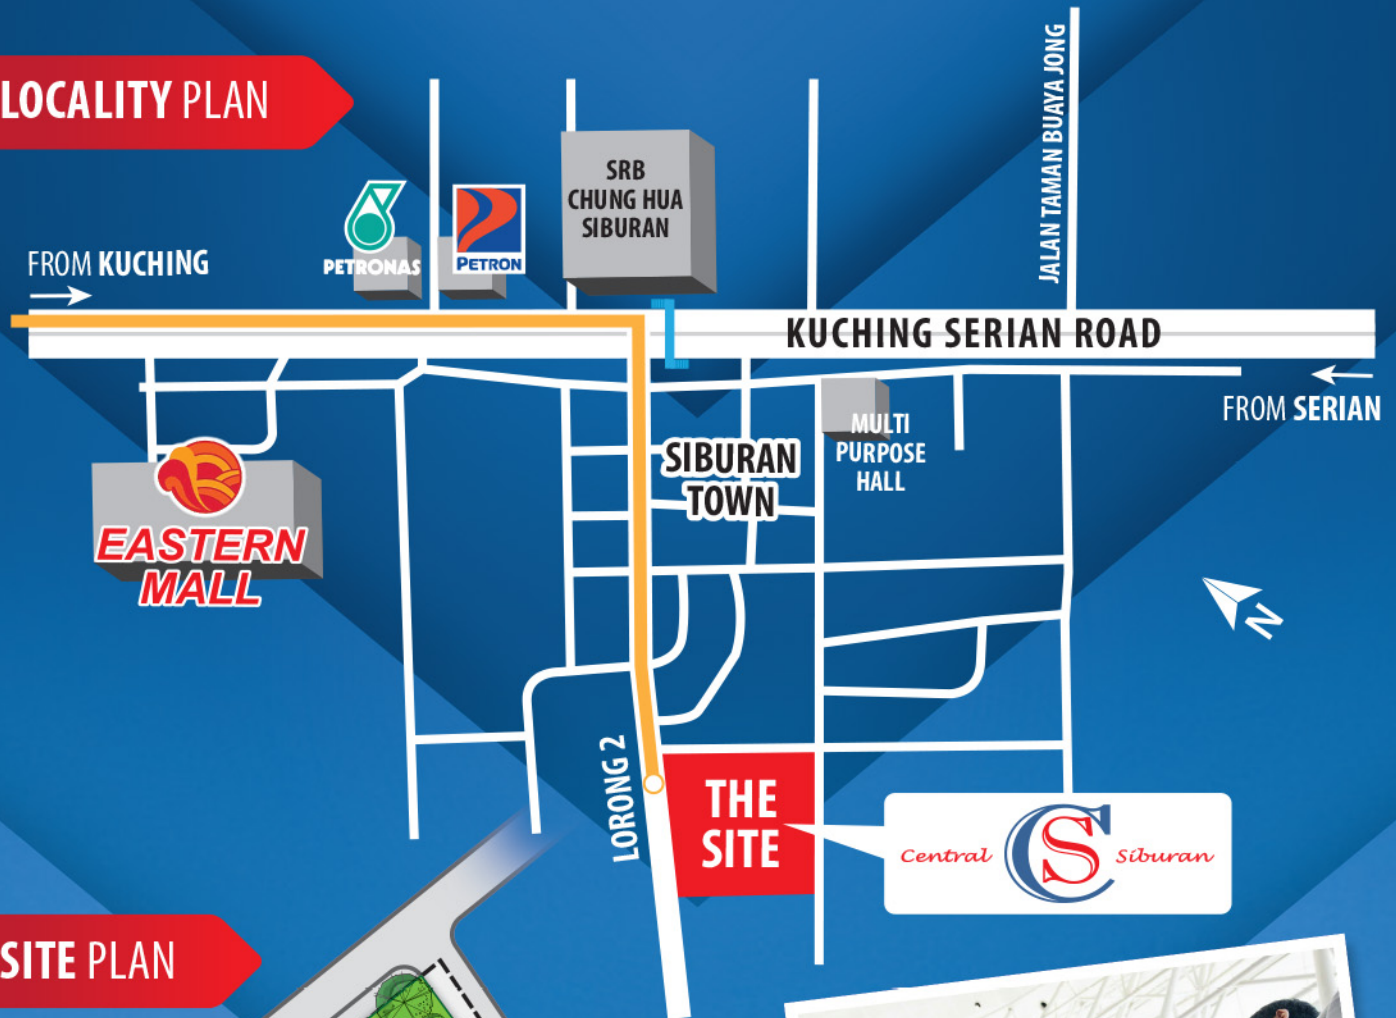 LOCALITY PLAN
JALAN TAMAN BUAYA JONG
SRB
CHUNG HUA
SIBURAN
PETRONAS
PETRON
FROM KUCHING
KUCHING SERIAN ROAD
FROM SERIAN
MULTI
PURPOSE
HALL
SIBURAN
TOWN
EASTERN
MALL
N
LORONG 2
THE
SITE
Central CS Siburan
SITE PLAN